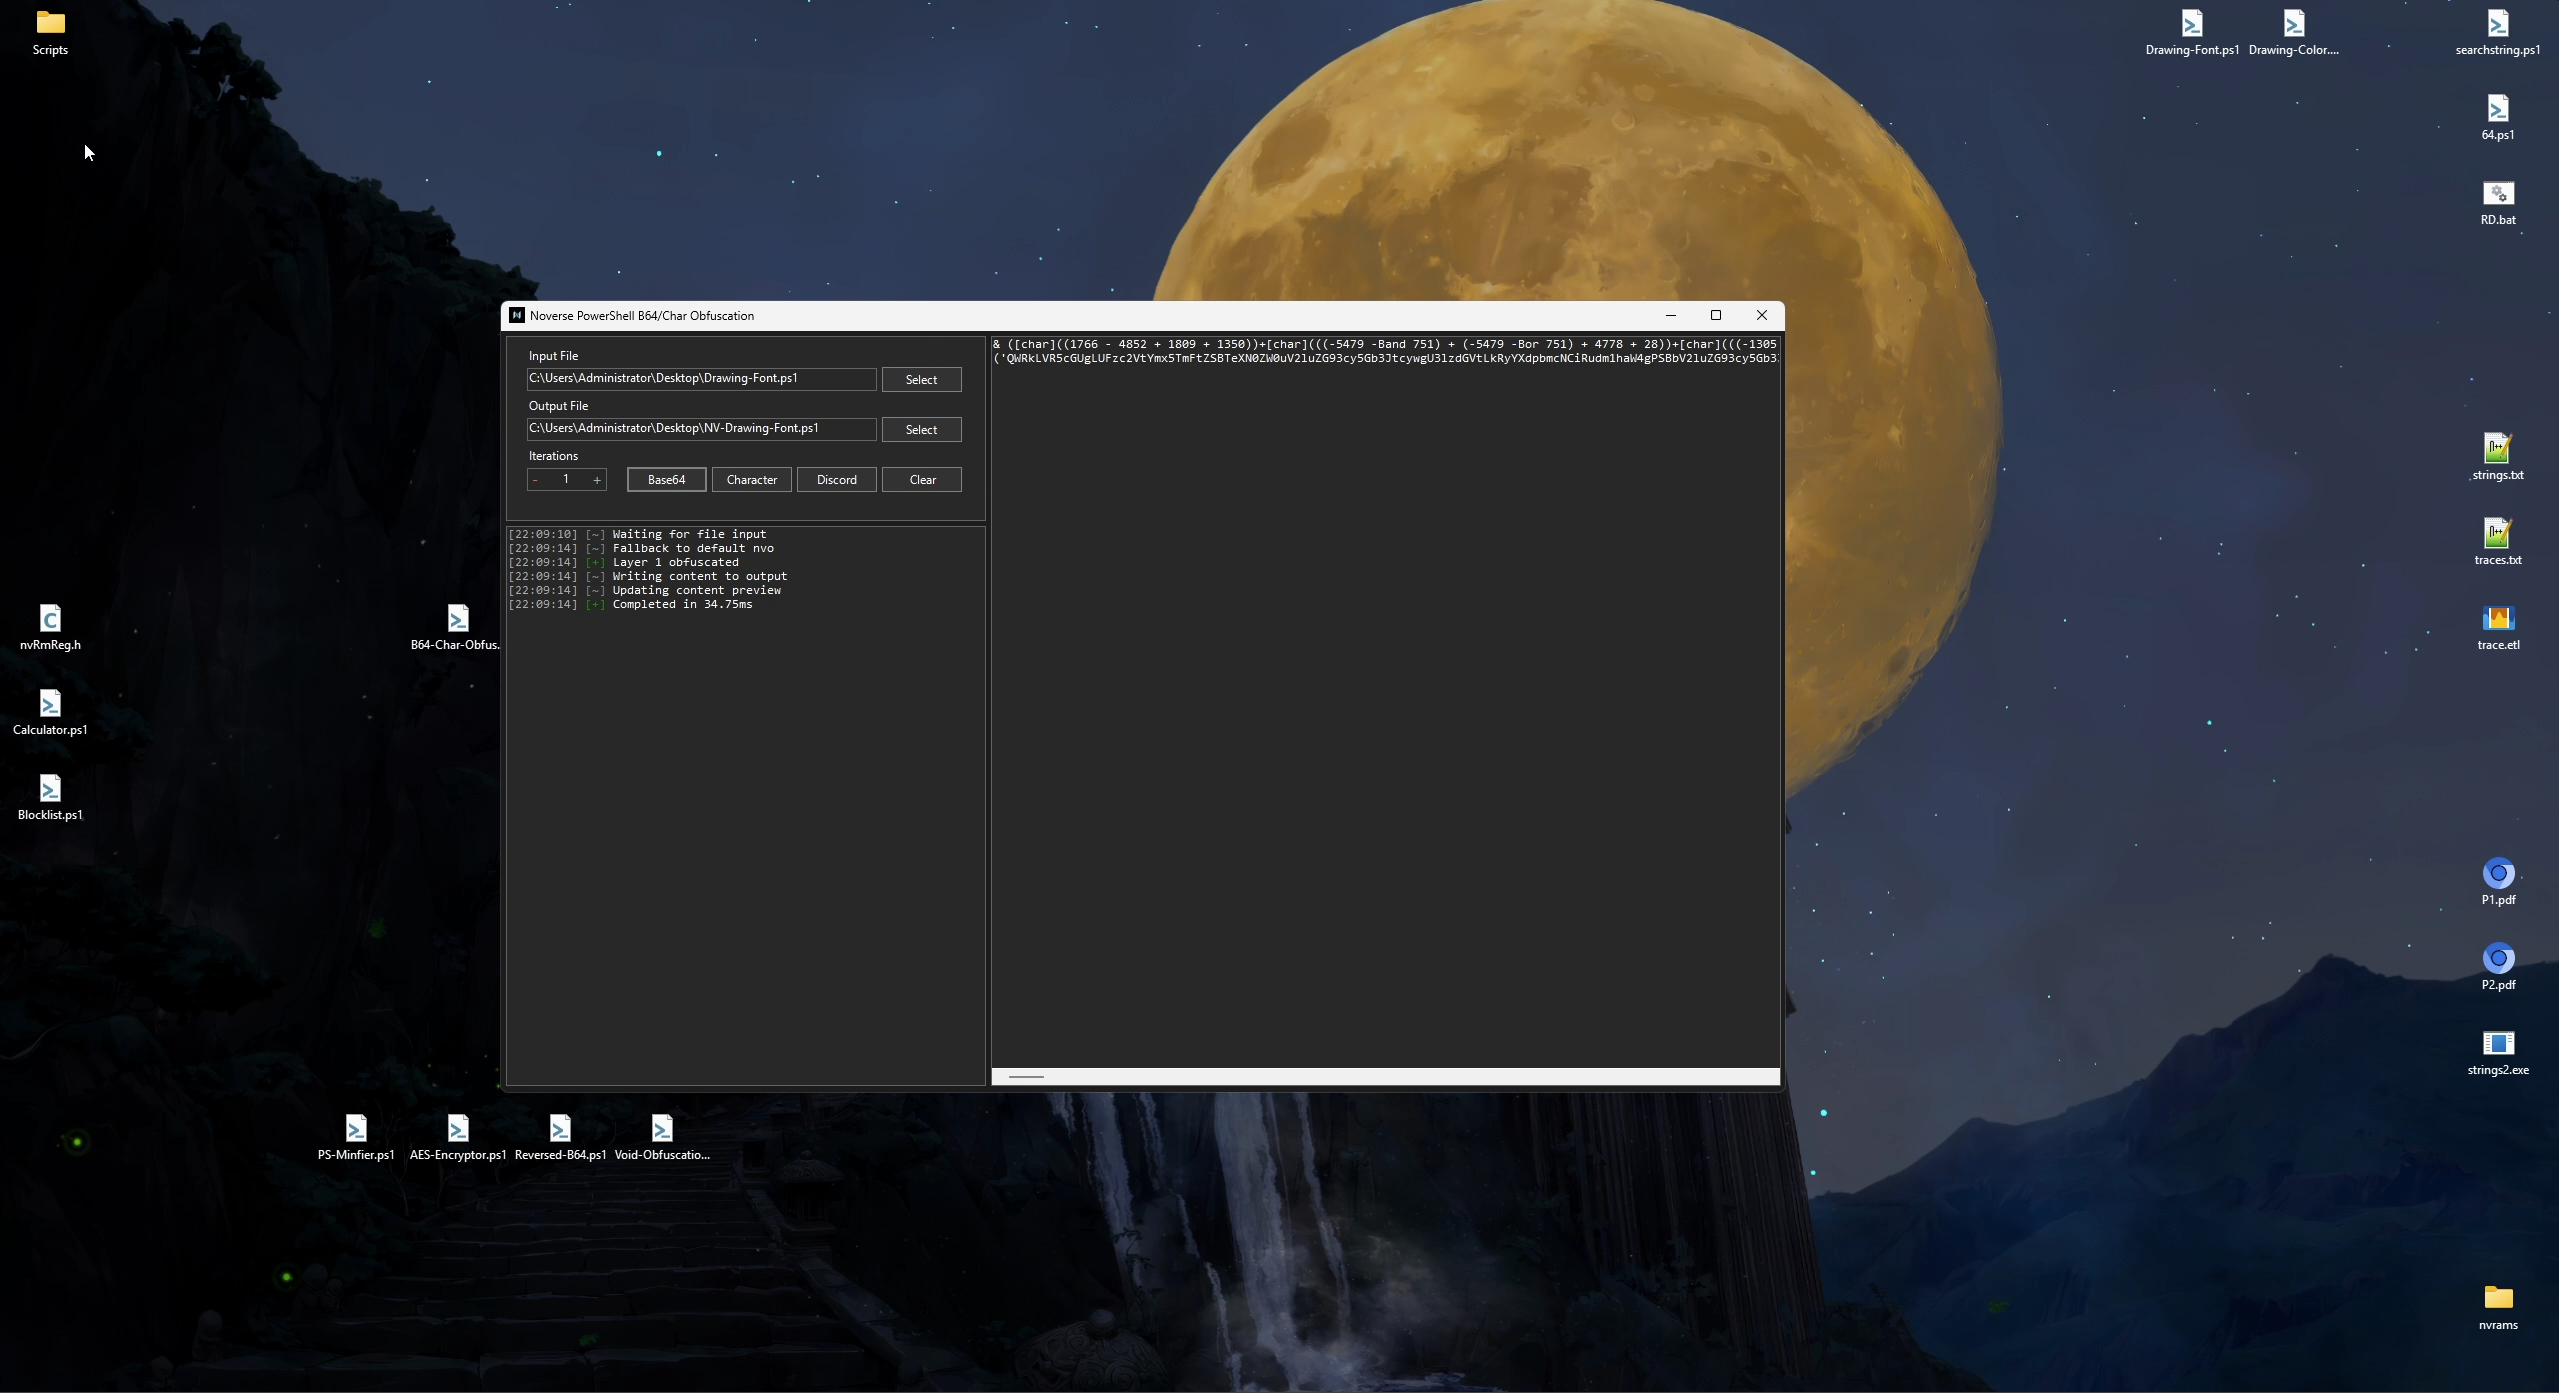 Scripts
Drawing-Font.ps1
Drawing-Color....
searchstring.ps1
64.ps1
RD.bat
Noverse PowerShell B64/Char Obfuscation
Input File
C:\Users\Administrator\Desktop\Drawing-Font.ps1
Select
Output File
C:\Users\Administrator\Desktop\NV-Drawing-Font.ps1
Select
Iterations
- 1 +
Base64
Character
Discord
Clear
[22:09:10] [~] Waiting for file input
[22:09:14] [~] Fallback to default nvo
[22:09:14] [+] Layer 1 obfuscated
[22:09:14] [~] Writing content to output
[22:09:14] [~] Updating content preview
[22:09:14] [+] Completed in 34.75ms
& ([char]((1766 - 4852 + 1809 + 1350))+[char](((-5479 -Band 751) + (-5479 -Bor 751) + 4778 + 28))+[char](((-1305
('QWRkLVR5cGUgLUFzc2VtYmx5TmFtZSBTeXN0ZW0uV2luZG93cy5Gb3JtcywgU3lzdGVtLkRyYXdpbmcNCiRudm1haW4gPSBbV2luZG93cy5Gb3
strings.txt
traces.txt
trace.etl
nvRmReg.h
B64-Char-Obfus.
Calculator.ps1
Blocklist.ps1
P1.pdf
P2.pdf
strings2.exe
PS-Minfier.ps1
AES-Encryptor.ps1
Reversed-B64.ps1
Void-Obfuscatio...
nvrams